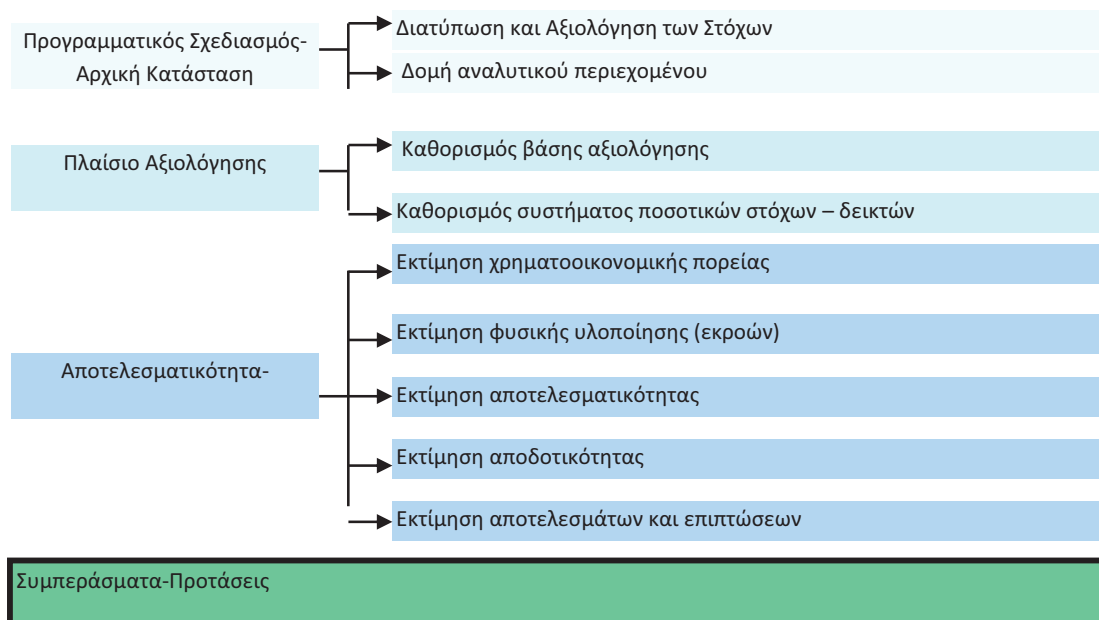 Προγραμματικός Σχεδιασμός-
Αρχική Κατάσταση
Διατύπωση και Αξιολόγηση των Στόχων
Δομή αναλυτικού περιεχομένου
Πλαίσιο Αξιολόγησης
Καθορισμός βάσης αξιολόγησης
Καθορισμός συστήματος ποσοτικών στόχων – δεικτών
Αποτελεσματικότητα-
Εκτίμηση χρηματοοικονομικής πορείας
Εκτίμηση φυσικής υλοποίησης (εκροών)
Εκτίμηση αποτελεσματικότητας
Εκτίμηση αποδοτικότητας
Εκτίμηση αποτελεσμάτων και επιπτώσεων
Συμπεράσματα-Προτάσεις